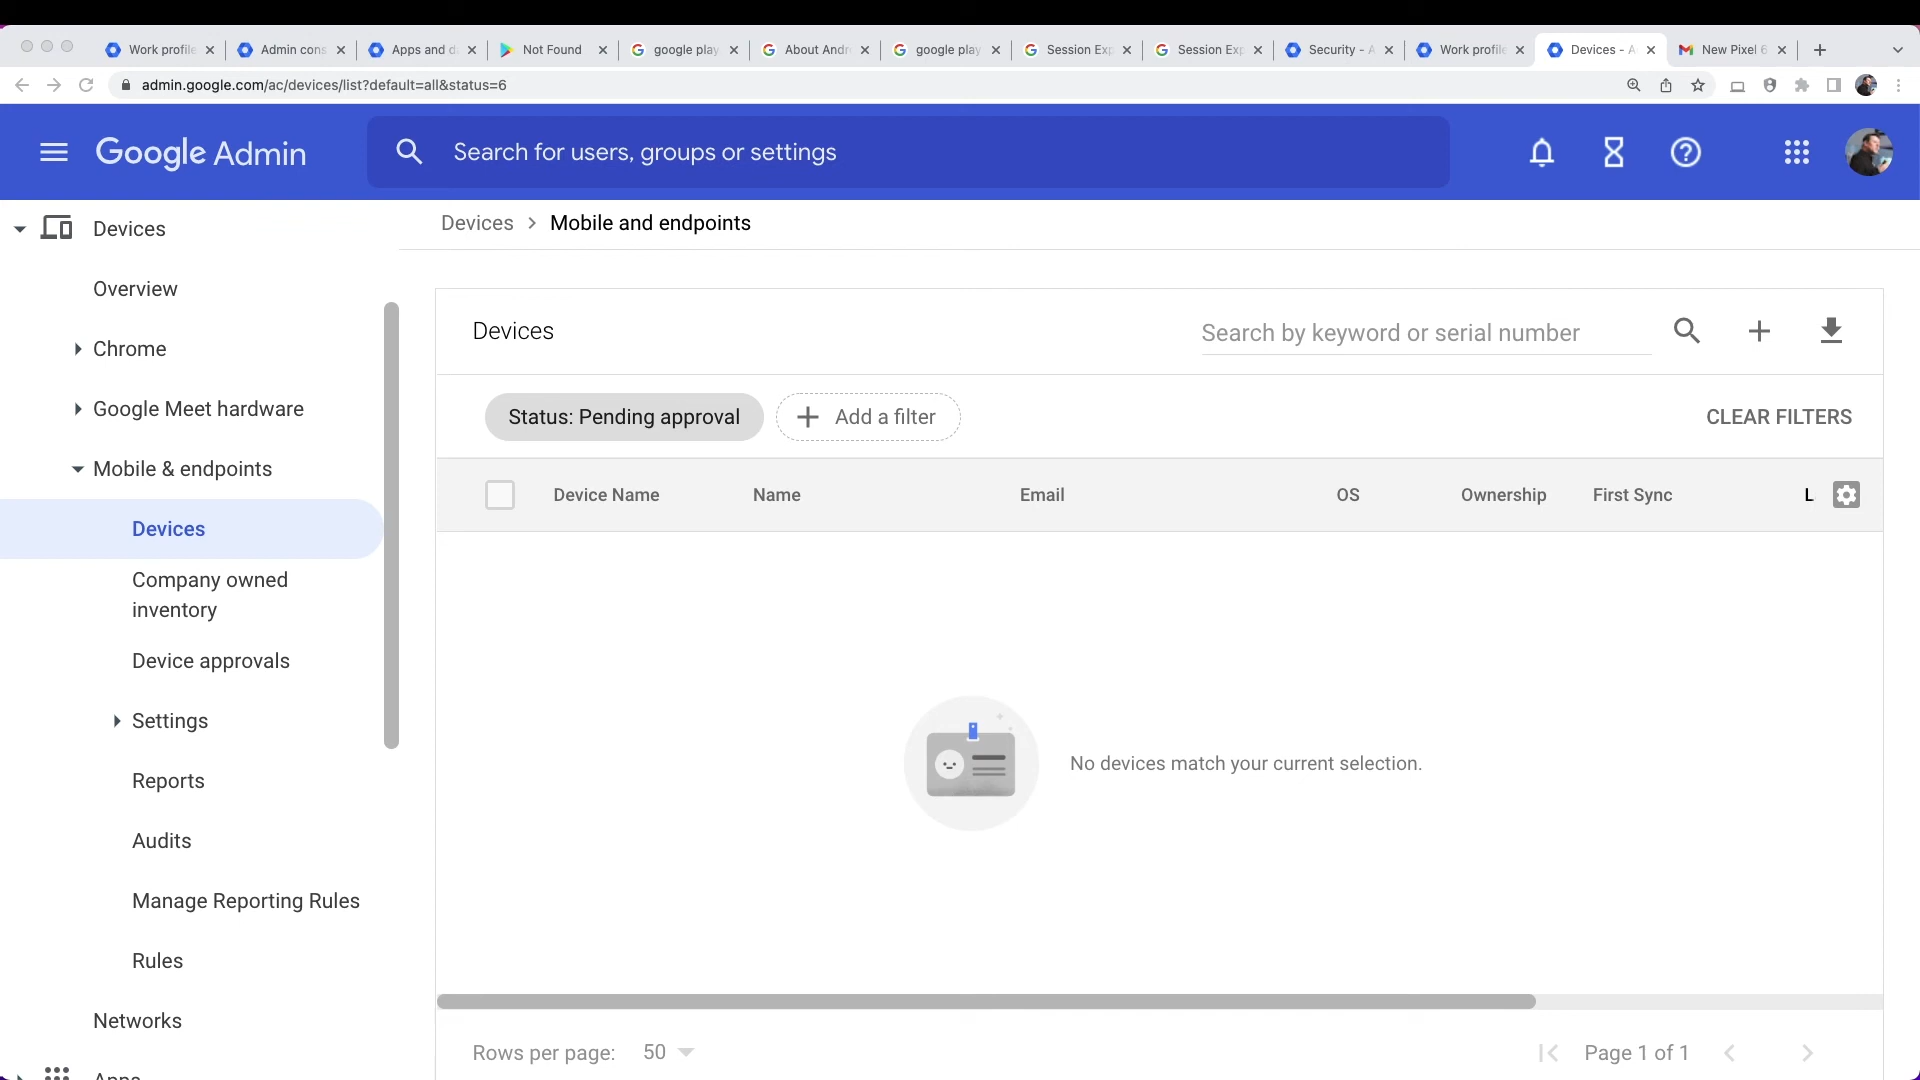 Work profile
Admin cons
Apps and d
Not Found
google play
About Andr
google play
Session Exp
Session Exp
Security - A
Work profile
Devices - A
New Pixel 6
admin.google.com/ac/devices/list?default=all&status=6
Google Admin
Search for users, groups or settings
Devices
Overview
Chrome
Google Meet hardware
Mobile & endpoints
Devices
Company owned
inventory
Device approvals
Settings
Reports
Audits
Manage Reporting Rules
Rules
Networks
Apps
Devices > Mobile and endpoints
Devices
Search by keyword or serial number
Status: Pending approval
Add a filter
CLEAR FILTERS
Device Name Name Email OS Ownership First Sync L
No devices match your current selection.
Rows per page: 50
Page 1 of 1